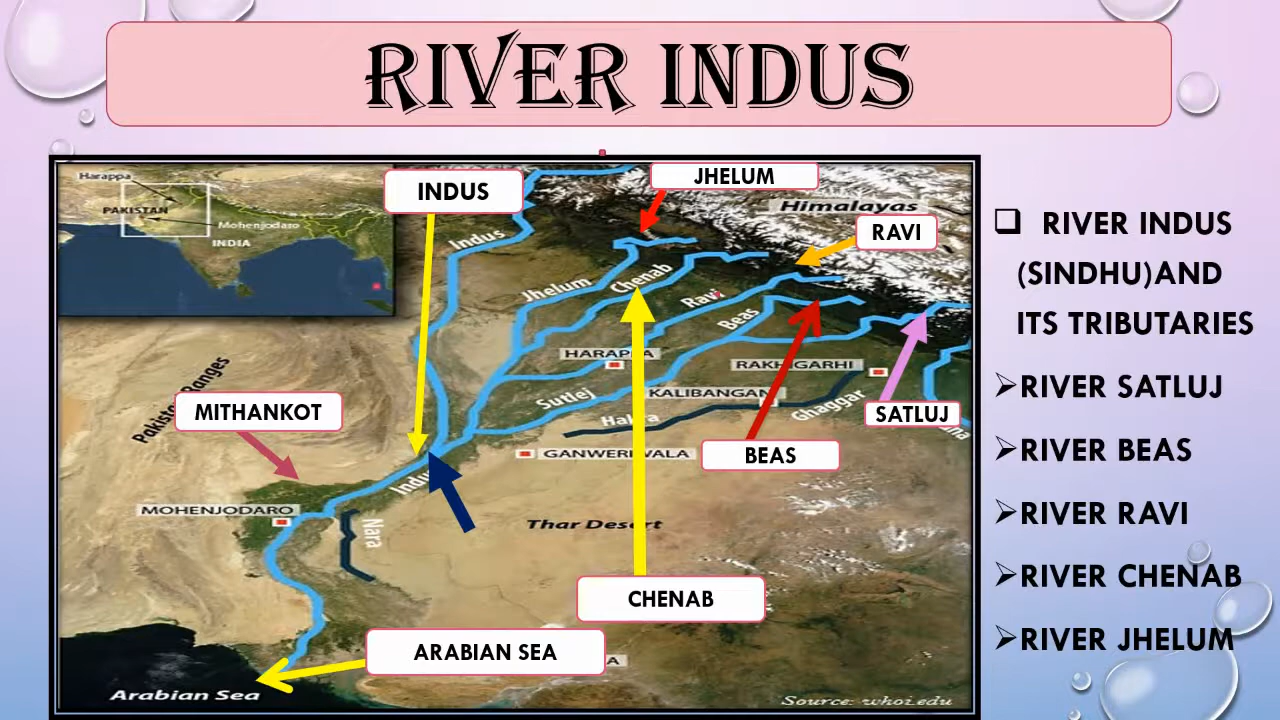 RIVER INDUS
Harappa
PAKISTAN
Mohenjodaro
INDIA
INDUS
JHELUM
Himalayas
RAVI
Indus
Jhelum
Chenab
Ravi
Beas
HARAPPA
RAKHIGARHI
KALIBANGAN
Sutlej
Hakra
Ghaggar
SATLUJ
MITHANKOT
GANWERIWALA
BEAS
Indus
MOHENJODARO
Nara
Thar Desert
CHENAB
ARABIAN SEA
Arabian Sea
Source: whoi.edu
❑ RIVER INDUS
(SINDHU)AND
ITS TRIBUTARIES
➢RIVER SATLUJ
➢RIVER BEAS
➢RIVER RAVI
➢RIVER CHENAB
➢RIVER JHELUM